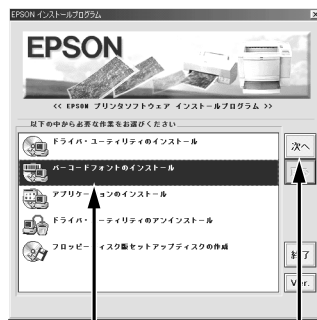 EPSON インストールプログラム
EPSON
<< EPSON プリンタソフトウェア インストールプログラム >>
以下の中から必要な作業をお選びください
ドライバ・ユーティリティのインストール
次へ
バーコードフォントのインストール
アプリケーションのインストール
ドライバ・ユーティリティのアンインストール
フロッピーディスク版セットアップディスクの作成
終了
Ver.